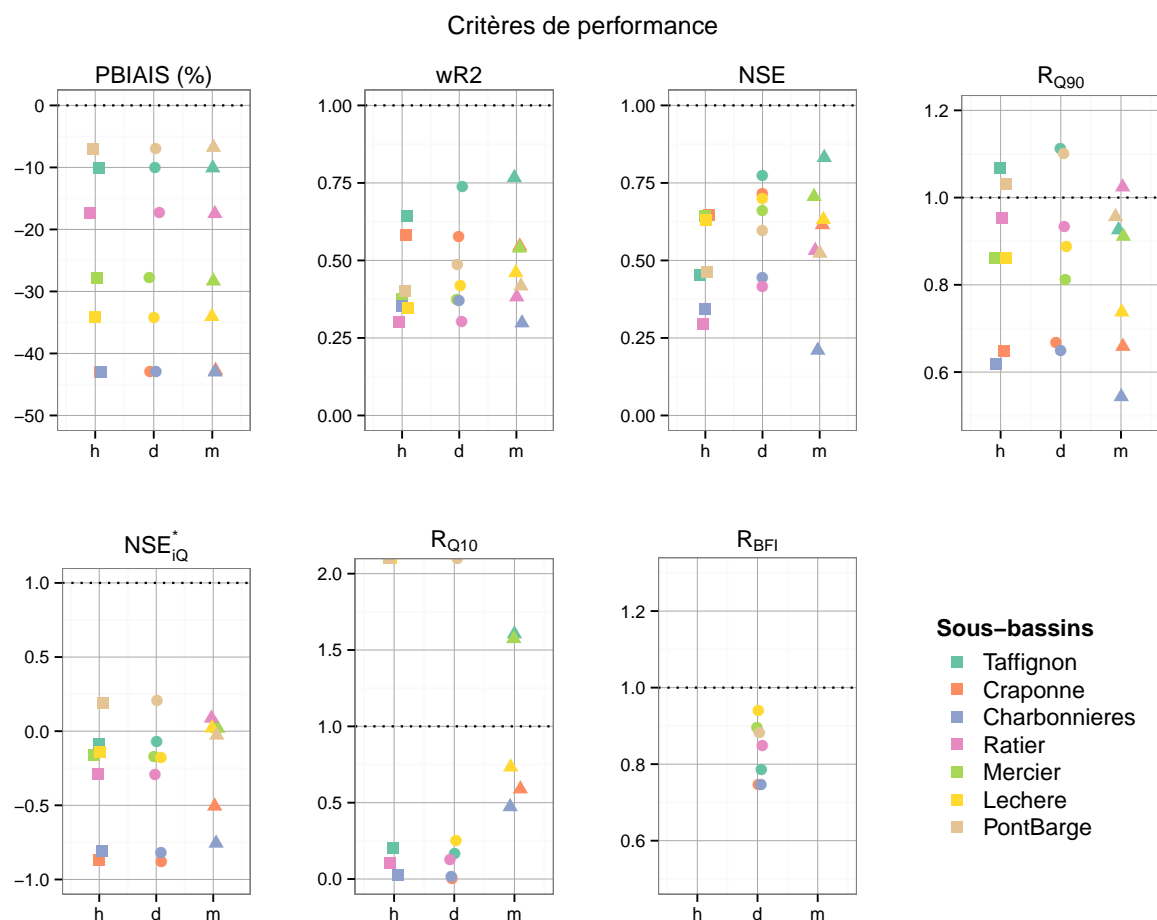 Critères de performance
PBIAIS (%)
wR2
NSE
R_Q90
0
−10
−20
−30
−40
−50
h d m
1.00
0.75
0.50
0.25
0.00
h d m
1.00
0.75
0.50
0.25
0.00
h d m
1.2
1.0
0.8
0.6
h d m
NSE*_iQ
R_Q10
R_BFI
1.0
0.5
0.0
−0.5
−1.0
h d m
2.0
1.5
1.0
0.5
0.0
h d m
1.2
1.0
0.8
0.6
h d m
Sous−bassins
Taffignon
Craponne
Charbonnieres
Ratier
Mercier
Lechere
PontBarge